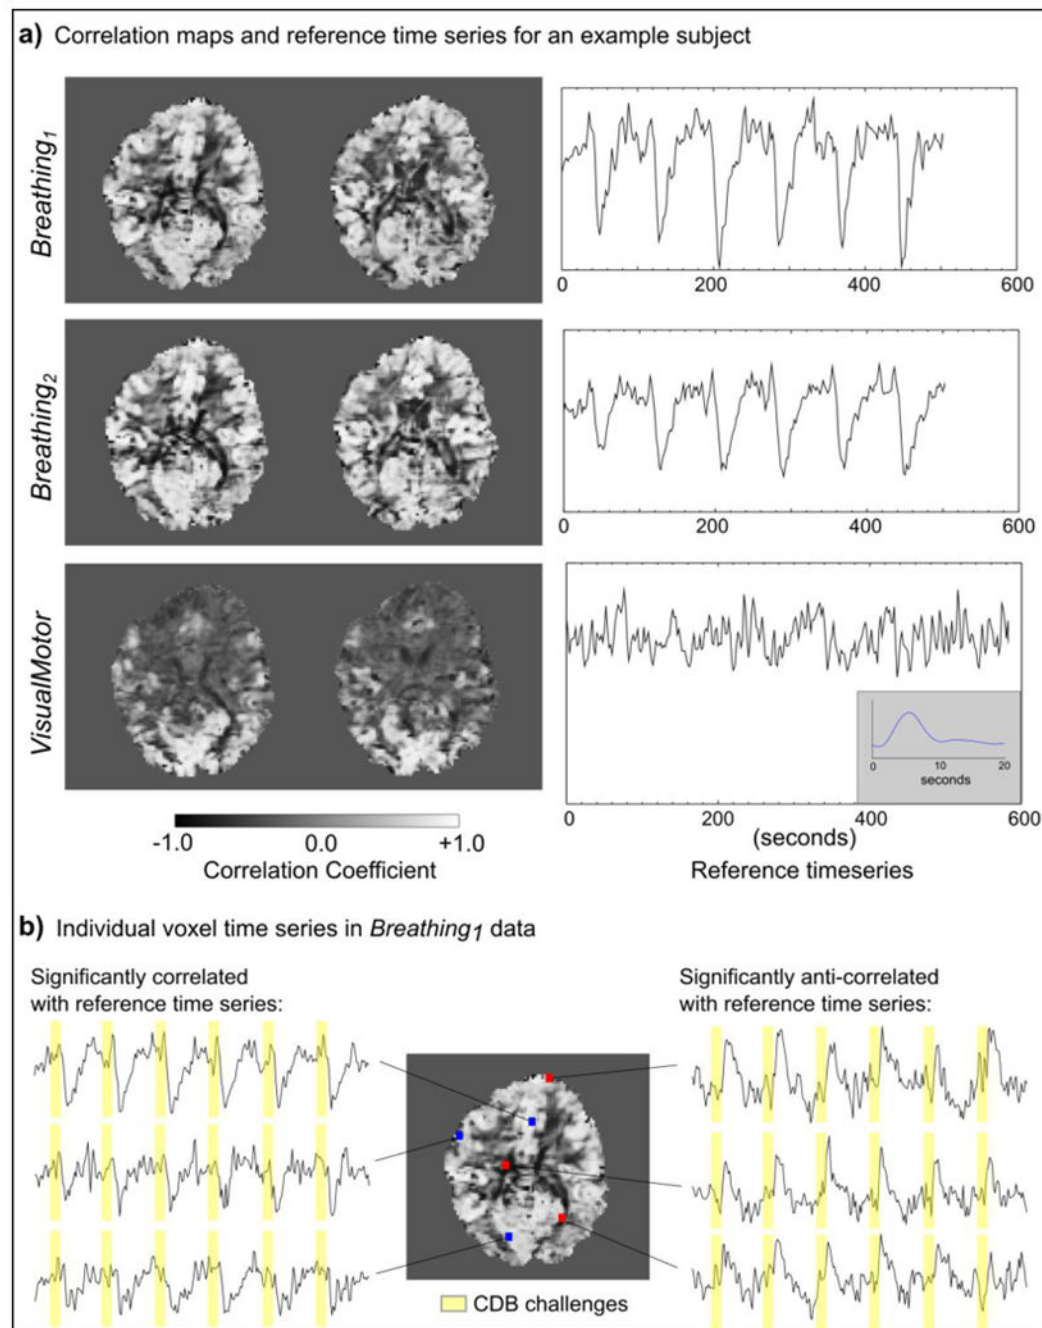 a) Correlation maps and reference time series for an example subject
Breathing1
0 200 400 600
Breathing2
0 200 400 600
VisualMotor
0 10 20
seconds
0 200 400 600
(seconds)
-1.0 0.0 +1.0
Correlation Coefficient
Reference timeseries
b) Individual voxel time series in Breathing1 data
Significantly correlated
with reference time series:
Significantly anti-correlated
with reference time series:
CDB challenges